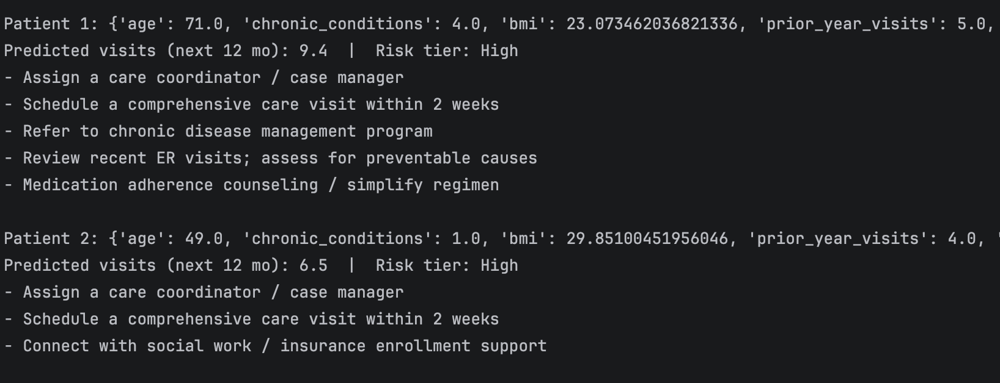 Patient 1: {'age': 71.0, 'chronic_conditions': 4.0, 'bmi': 23.073462036821336, 'prior_year_visits': 5.0,
Predicted visits (next 12 mo): 9.4  |  Risk tier: High
- Assign a care coordinator / case manager
- Schedule a comprehensive care visit within 2 weeks
- Refer to chronic disease management program
- Review recent ER visits; assess for preventable causes
- Medication adherence counseling / simplify regimen
Patient 2: {'age': 49.0, 'chronic_conditions': 1.0, 'bmi': 29.85100451956046, 'prior_year_visits': 4.0, '
Predicted visits (next 12 mo): 6.5  |  Risk tier: High
- Assign a care coordinator / case manager
- Schedule a comprehensive care visit within 2 weeks
- Connect with social work / insurance enrollment support